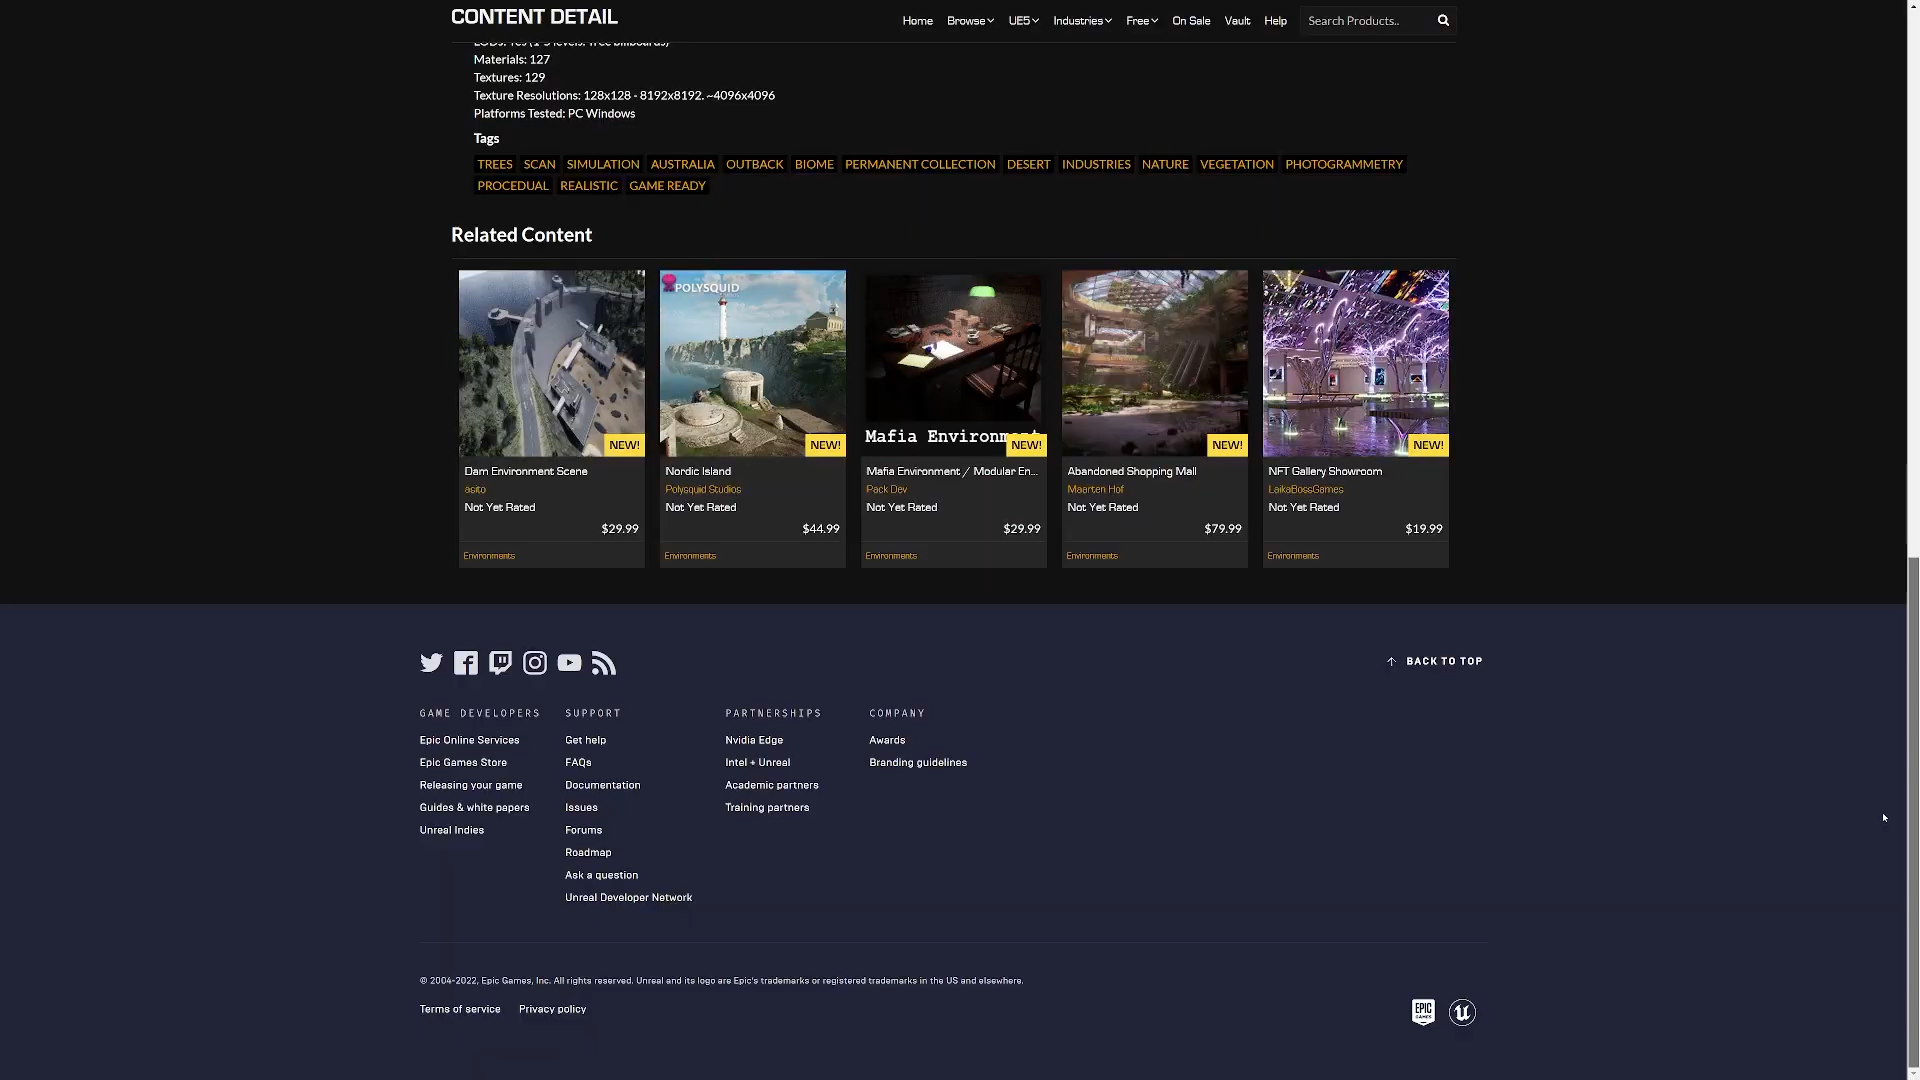 CONTENT DETAIL
Home Browse UE5 Industries Free On Sale Vault Help Search Products..
LODs: Yes (1-5 levels. Tree billboards)
Materials: 127
Textures: 129
Texture Resolutions: 128x128 - 8192x8192. ~4096x4096
Platforms Tested: PC Windows
Tags
TREES SCAN SIMULATION AUSTRALIA OUTBACK BIOME PERMANENT COLLECTION DESERT INDUSTRIES NATURE VEGETATION PHOTOGRAMMETRY
PROCEDUAL REALISTIC GAME READY
Related Content
POLYSQUID
Mafia Environment
NEW! NEW! NEW! NEW! NEW!
Dam Environment Scene Nordic Island Mafia Environment / Modular En... Abandoned Shopping Mall NFT Gallery Showroom
asito Polysquid Studios Pack Dev Maarten Hof LaikaBossGames
Not Yet Rated Not Yet Rated Not Yet Rated Not Yet Rated Not Yet Rated
$29.99 $44.99 $29.99 $79.99 $19.99
Environments Environments Environments Environments Environments
BACK TO TOP
GAME DEVELOPERS SUPPORT PARTNERSHIPS COMPANY
Epic Online Services Get help Nvidia Edge Awards
Epic Games Store FAQs Intel + Unreal Branding guidelines
Releasing your game Documentation Academic partners
Guides & white papers Issues Training partners
Unreal Indies Forums
Roadmap
Ask a question
Unreal Developer Network
© 2004-2022, Epic Games, Inc. All rights reserved. Unreal and its logo are Epic's trademarks or registered trademarks in the US and elsewhere.
Terms of service Privacy policy
EPIC
GAMES